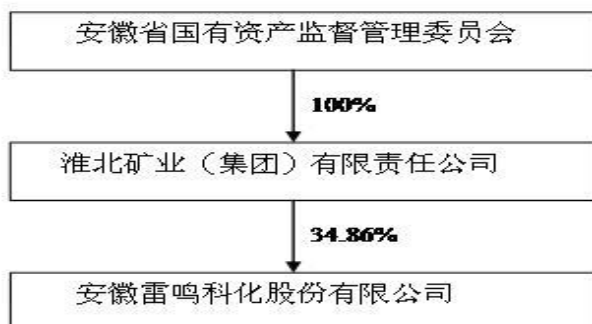 安徽省国有资产监督管理委员会
100%
淮北矿业（集团）有限责任公司
34.86%
安徽雷鸣科化股份有限公司